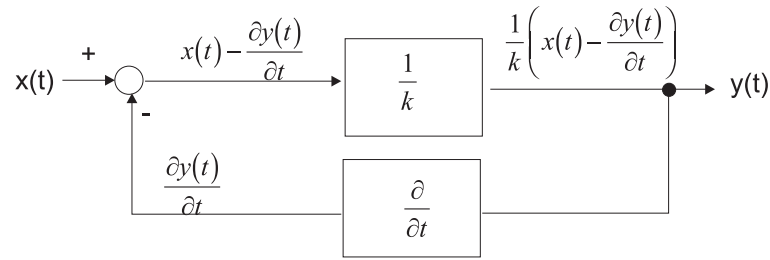 +
x(t)
x(t) − ∂y(t)/∂t
1/k
1/k (x(t) − ∂y(t)/∂t)
y(t)
-
∂y(t)/∂t
∂/∂t